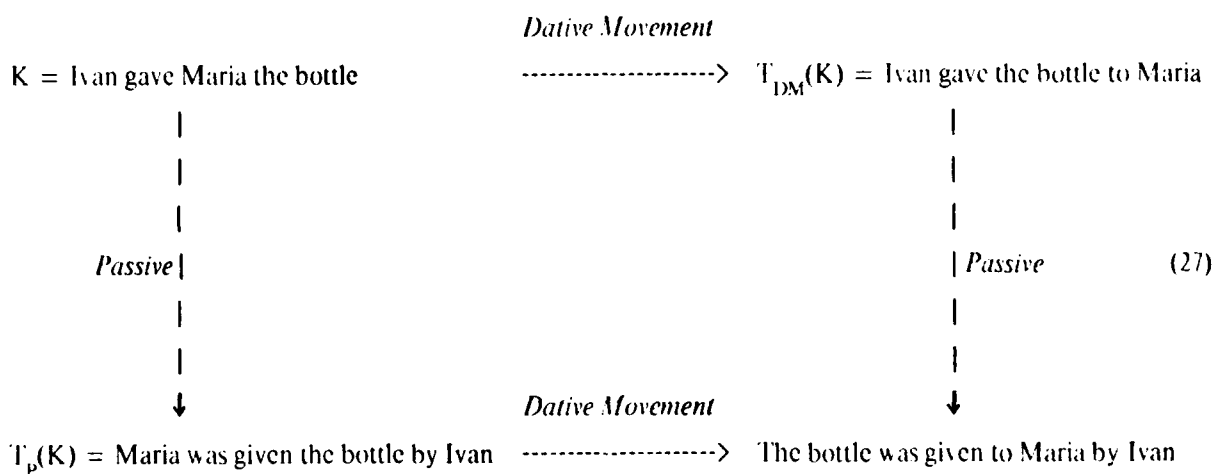 Dative Movement
K = Ivan gave Maria the bottle --------------------> T_DM(K) = Ivan gave the bottle to Maria
Passive Passive (27)
Dative Movement
T_P(K) = Maria was given the bottle by Ivan --------------------> The bottle was given to Maria by Ivan